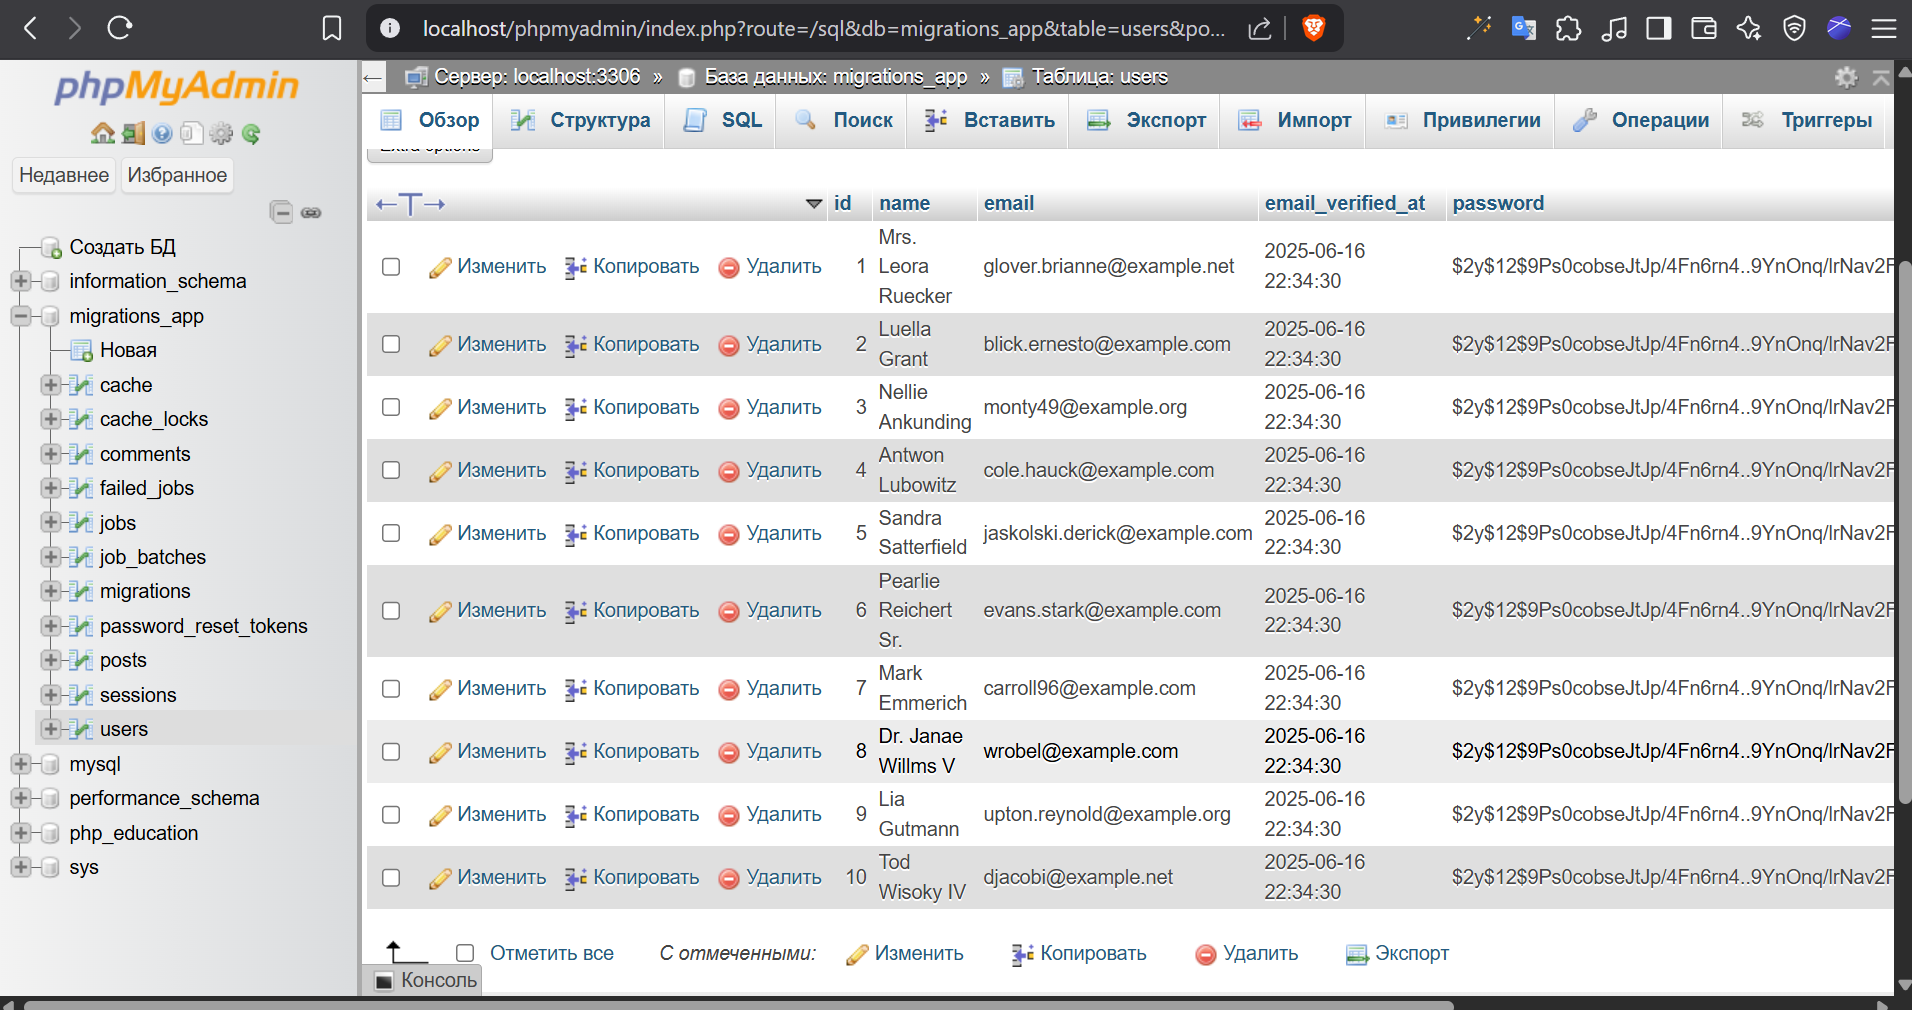 localhost/phpmyadmin/index.php?route=/sql&db=migrations_app&table=users&po...
phpMyAdmin
Недавнее Избранное
Создать БД
information_schema
migrations_app
Новая
cache
cache_locks
comments
failed_jobs
jobs
job_batches
migrations
password_reset_tokens
posts
sessions
users
mysql
performance_schema
php_education
sys
Сервер: localhost:3306 » База данных: migrations_app » Таблица: users
Обзор Структура SQL Поиск Вставить Экспорт Импорт Привилегии Операции Триггеры
Extra options
id name email email_verified_at password
Изменить Копировать Удалить 1 Mrs. Leora Ruecker glover.brianne@example.net 2025-06-16 22:34:30 $2y$12$9Ps0cobseJtJp/4Fn6rn4..9YnOnq/lrNav2F
Изменить Копировать Удалить 2 Luella Grant blick.ernesto@example.com 2025-06-16 22:34:30 $2y$12$9Ps0cobseJtJp/4Fn6rn4..9YnOnq/lrNav2F
Изменить Копировать Удалить 3 Nellie Ankunding monty49@example.org 2025-06-16 22:34:30 $2y$12$9Ps0cobseJtJp/4Fn6rn4..9YnOnq/lrNav2F
Изменить Копировать Удалить 4 Antwon Lubowitz cole.hauck@example.com 2025-06-16 22:34:30 $2y$12$9Ps0cobseJtJp/4Fn6rn4..9YnOnq/lrNav2F
Изменить Копировать Удалить 5 Sandra Satterfield jaskolski.derick@example.com 2025-06-16 22:34:30 $2y$12$9Ps0cobseJtJp/4Fn6rn4..9YnOnq/lrNav2F
Изменить Копировать Удалить 6 Pearlie Reichert Sr. evans.stark@example.com 2025-06-16 22:34:30 $2y$12$9Ps0cobseJtJp/4Fn6rn4..9YnOnq/lrNav2F
Изменить Копировать Удалить 7 Mark Emmerich carroll96@example.com 2025-06-16 22:34:30 $2y$12$9Ps0cobseJtJp/4Fn6rn4..9YnOnq/lrNav2F
Изменить Копировать Удалить 8 Dr. Janae Willms V wrobel@example.com 2025-06-16 22:34:30 $2y$12$9Ps0cobseJtJp/4Fn6rn4..9YnOnq/lrNav2F
Изменить Копировать Удалить 9 Lia Gutmann upton.reynold@example.org 2025-06-16 22:34:30 $2y$12$9Ps0cobseJtJp/4Fn6rn4..9YnOnq/lrNav2F
Изменить Копировать Удалить 10 Tod Wisoky IV djacobi@example.net 2025-06-16 22:34:30 $2y$12$9Ps0cobseJtJp/4Fn6rn4..9YnOnq/lrNav2F
Отметить все С отмеченными: Изменить Копировать Удалить Экспорт
Консоль